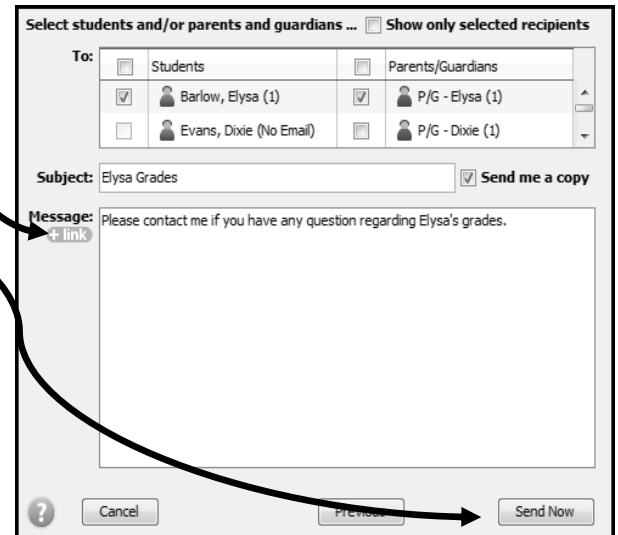 Select students and/or parents and guardians ... Show only selected recipients
To: Students Parents/Guardians
Barlow, Elysa (1) P/G - Elysa (1)
Evans, Dixie (No Email) P/G - Dixie (1)
Subject: Elysa Grades Send me a copy
Message: Please contact me if you have any question regarding Elysa's grades.
+ link
? Cancel Previous Send Now